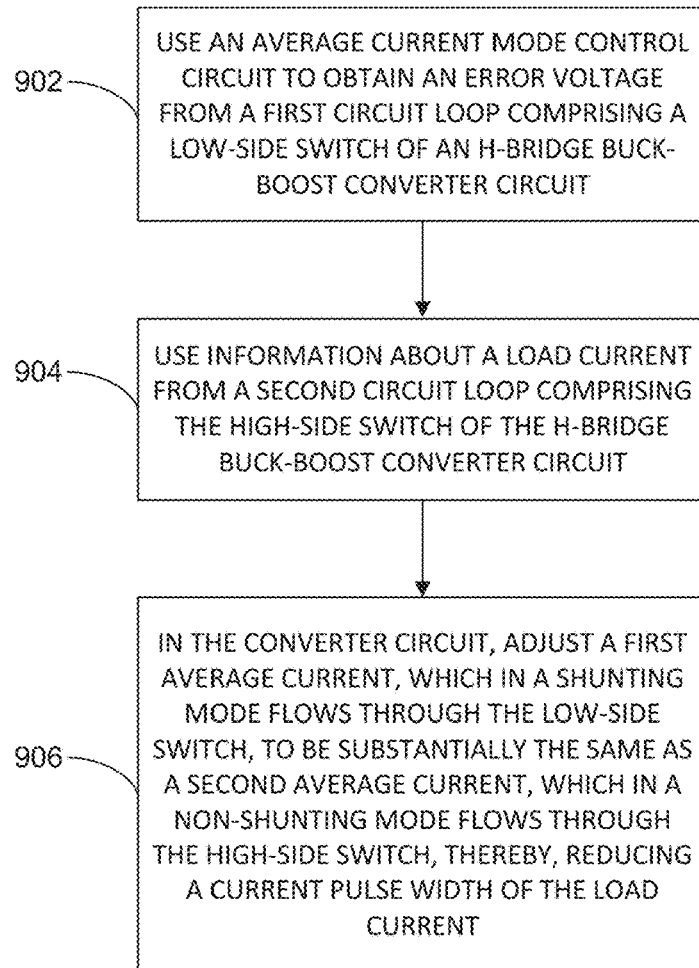 902
USE AN AVERAGE CURRENT MODE CONTROL
CIRCUIT TO OBTAIN AN ERROR VOLTAGE
FROM A FIRST CIRCUIT LOOP COMPRISING A
LOW-SIDE SWITCH OF AN H-BRIDGE BUCK-
BOOST CONVERTER CIRCUIT
904
USE INFORMATION ABOUT A LOAD CURRENT
FROM A SECOND CIRCUIT LOOP COMPRISING
THE HIGH-SIDE SWITCH OF THE H-BRIDGE
BUCK-BOOST CONVERTER CIRCUIT
906
IN THE CONVERTER CIRCUIT, ADJUST A FIRST
AVERAGE CURRENT, WHICH IN A SHUNTING
MODE FLOWS THROUGH THE LOW-SIDE
SWITCH, TO BE SUBSTANTIALLY THE SAME AS
A SECOND AVERAGE CURRENT, WHICH IN A
NON-SHUNTING MODE FLOWS THROUGH
THE HIGH-SIDE SWITCH, THEREBY, REDUCING
A CURRENT PULSE WIDTH OF THE LOAD
CURRENT